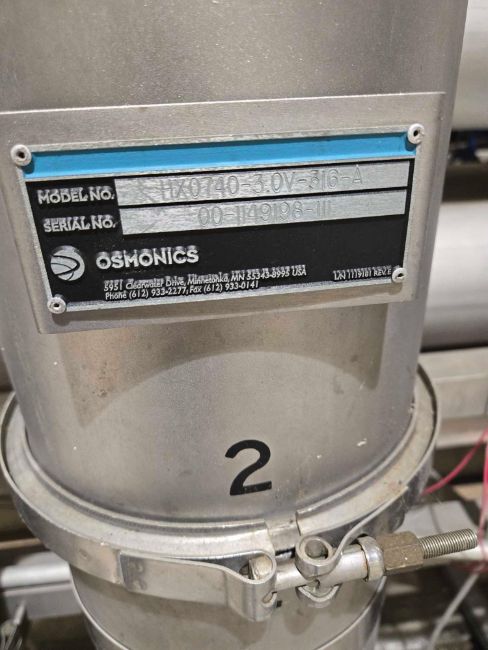 MODEL NO. HX0740-3.0V-316-A
SERIAL NO. 00-1149198-111
OSMONICS
5951 Clearwater Drive, Minnetonka, MN 55343-8995 USA
Phone (612) 933-2277, Fax (612) 933-0141
2